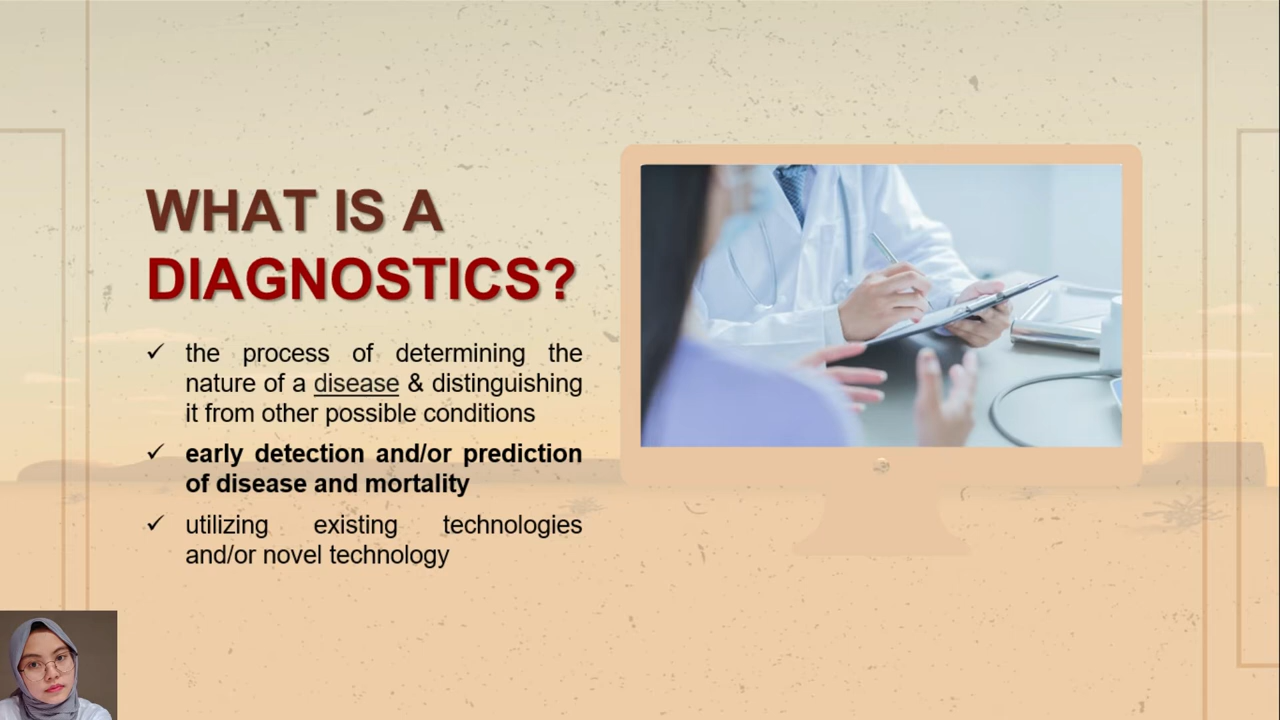 WHAT IS A
DIAGNOSTICS?
✓ the process of determining the
nature of a disease & distinguishing
it from other possible conditions
✓ early detection and/or prediction
of disease and mortality
✓ utilizing existing technologies
and/or novel technology